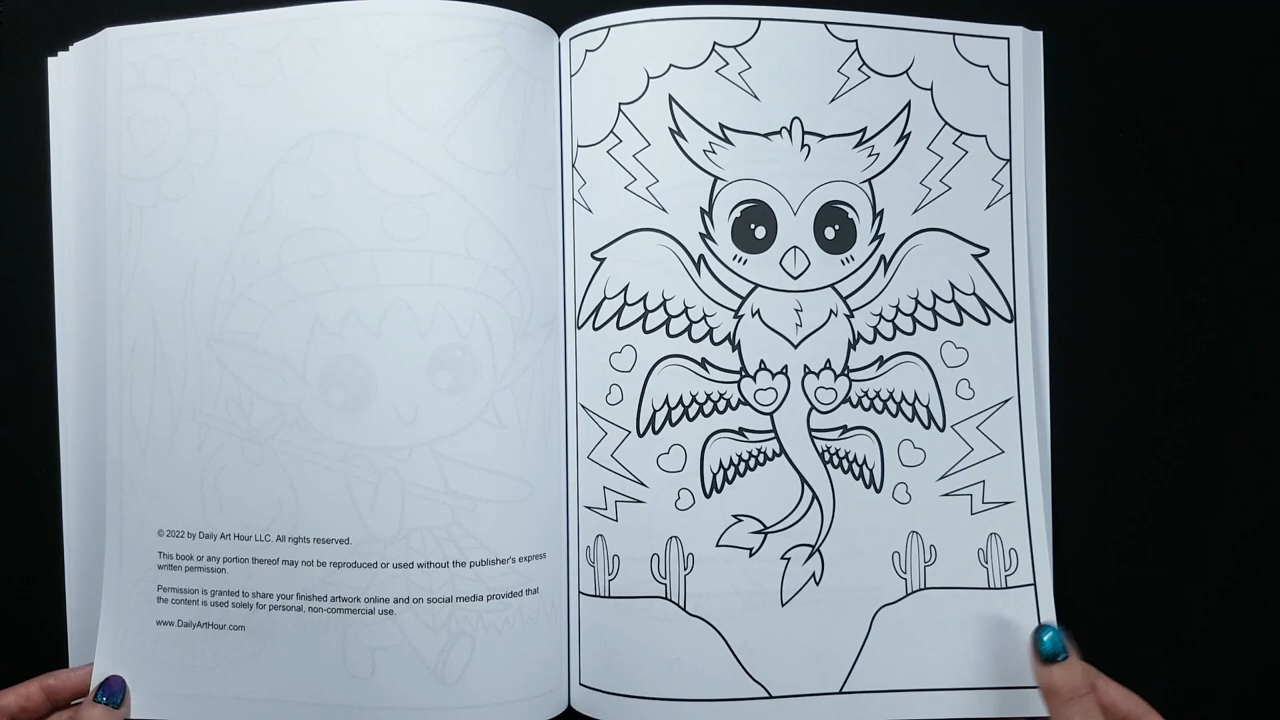 © 2022 by Daily Art Hour LLC. All rights reserved.
This book or any portion thereof may not be reproduced or used without the publisher's express
written permission.
Permission is granted to share your finished artwork online and on social media provided that
the content is used solely for personal, non-commercial use.
www.DailyArtHour.com